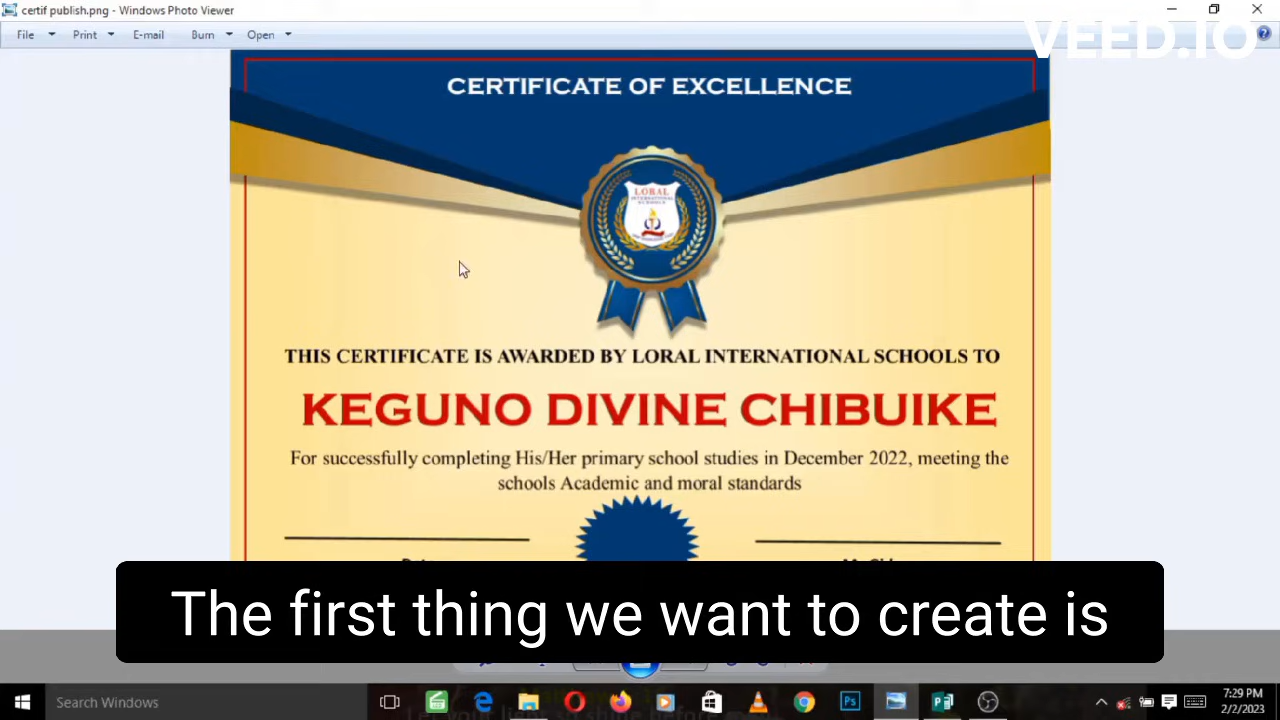 certif publish.png - Windows Photo Viewer
File Print E-mail Burn Open
VEED.IO
CERTIFICATE OF EXCELLENCE
LORAL
INTERNATIONAL
SCHOOLS
THIS CERTIFICATE IS AWARDED BY LORAL INTERNATIONAL SCHOOLS TO
KEGUNO DIVINE CHIBUIKE
For successfully completing His/Her primary school studies in December 2022, meeting the
schools Academic and moral standards
The first thing we want to create is
Search Windows
7:29 PM
2/2/2023